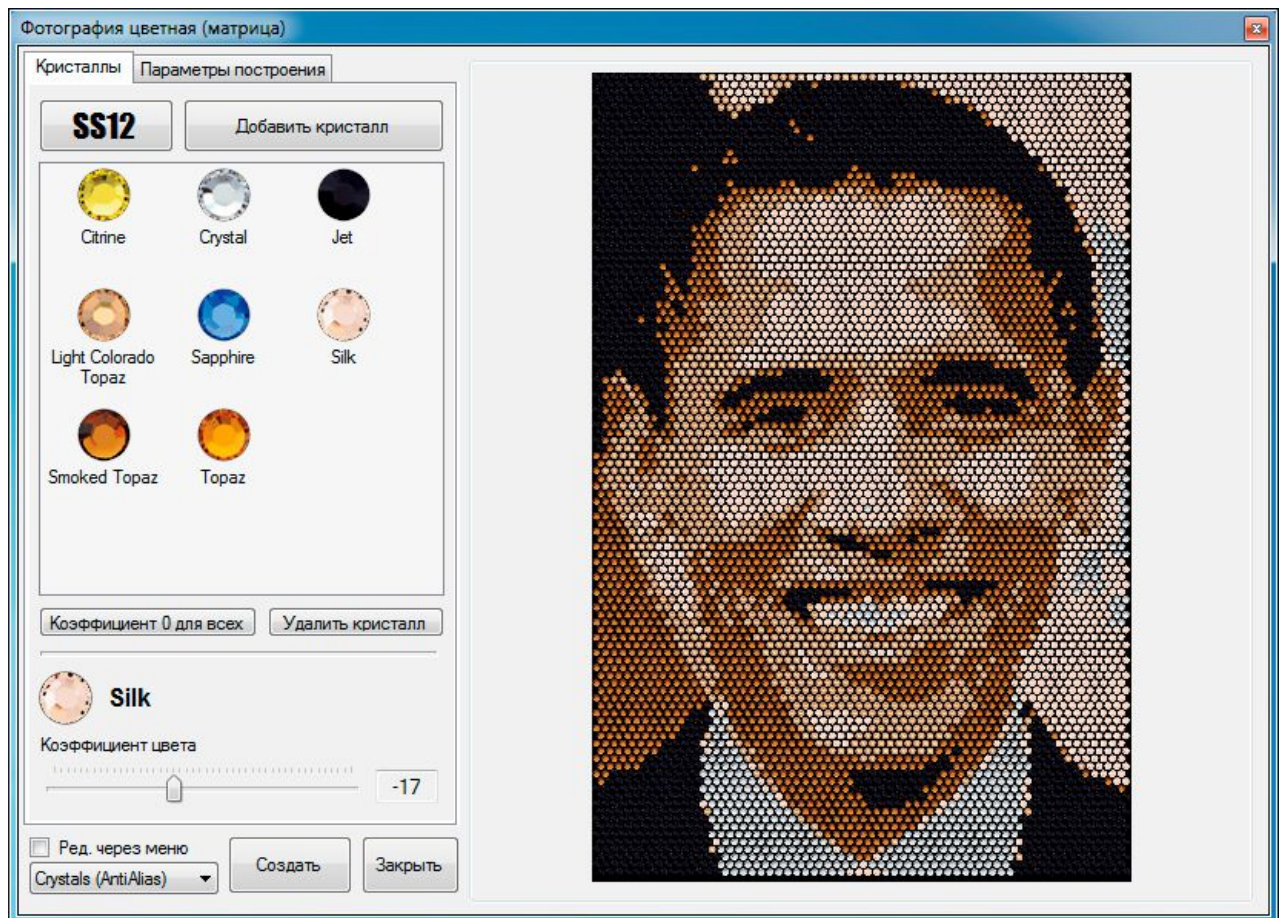 Фотография цветная (матрица)
Кристаллы
Параметры построения
SS12
Добавить кристалл
Citrine
Crystal
Jet
Light Colorado
Topaz
Sapphire
Silk
Smoked Topaz
Topaz
Коэффициент 0 для всех
Удалить кристалл
Silk
Коэффициент цвета
-17
Ред. через меню
Crystals (AntiAlias)
Создать
Закрыть